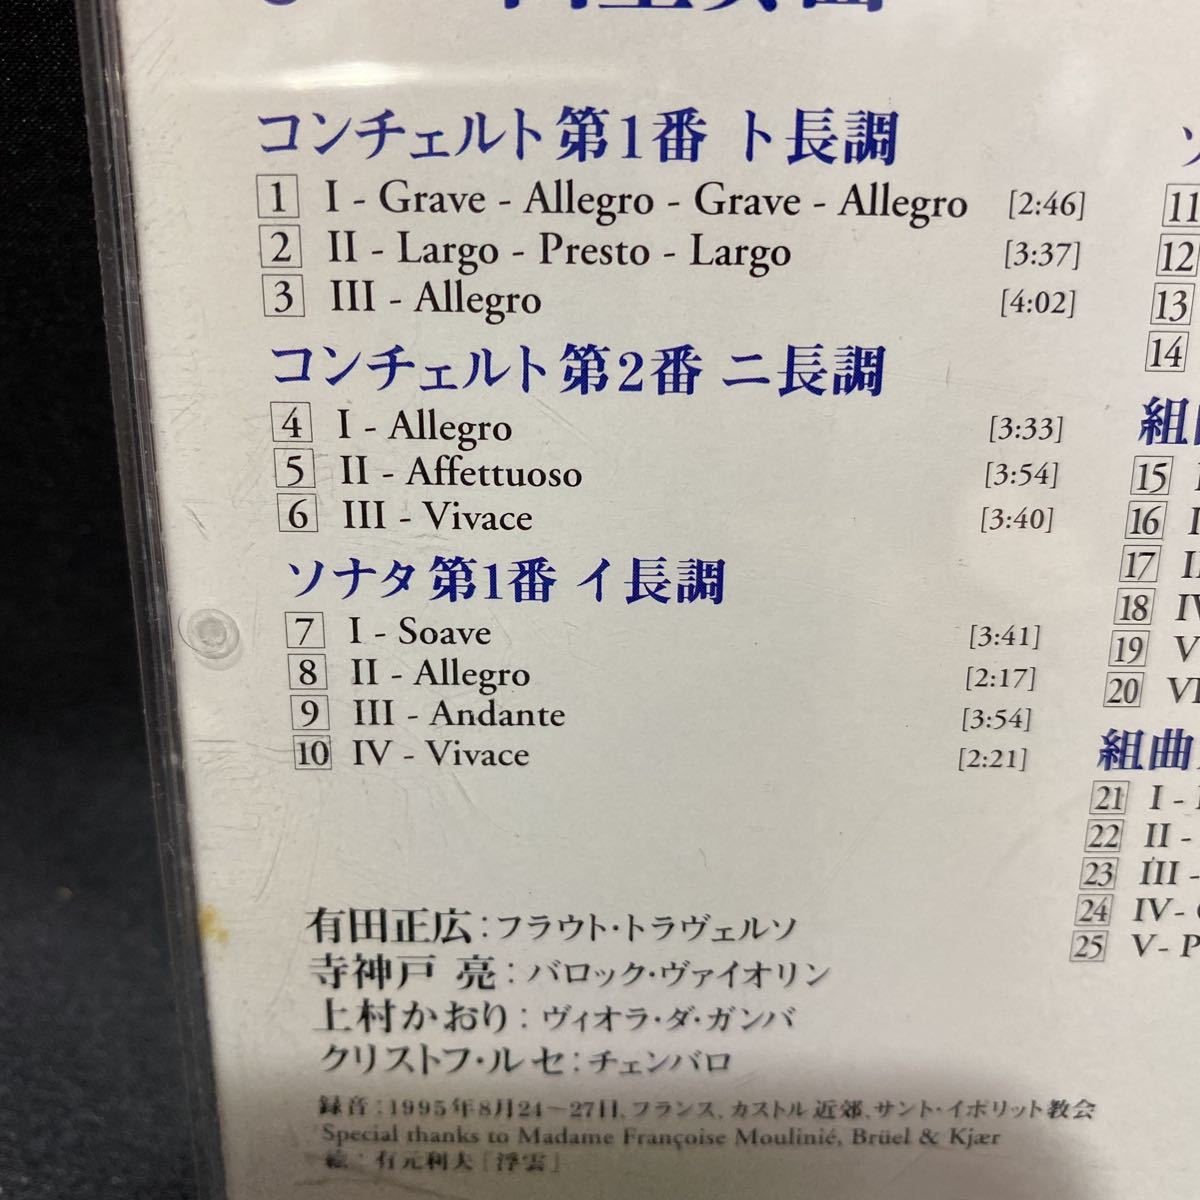 コンチェルト第1番 ト長調
1 I - Grave - Allegro - Grave - Allegro [2:46]
2 II - Largo - Presto - Largo [3:37]
3 III - Allegro [4:02]
コンチェルト第2番 ニ長調
4 I - Allegro [3:33]
5 II - Affettuoso [3:54]
6 III - Vivace [3:40]
ソナタ第1番 イ長調
7 I - Soave [3:41]
8 II - Allegro [2:17]
9 III - Andante [3:54]
10 IV - Vivace [2:21]
有田正広:フラウト・トラヴェルソ
寺神戸 亮:バロック・ヴァイオリン
上村かおり:ヴィオラ・ダ・ガンバ
クリストフ・ルセ:チェンバロ
録音:1995年8月24〜27日、フランス、カストル近郊、サント・イポリット教会
Special thanks to Madame Françoise Moulinié, Brüel & Kjær
絵:有元利夫「浮雲」
11
12
13
14
組曲
15
16
17
18 IV
19 V
20 VI
組曲
21 I -
22 II -
23 III -
24 IV -
25 V - P